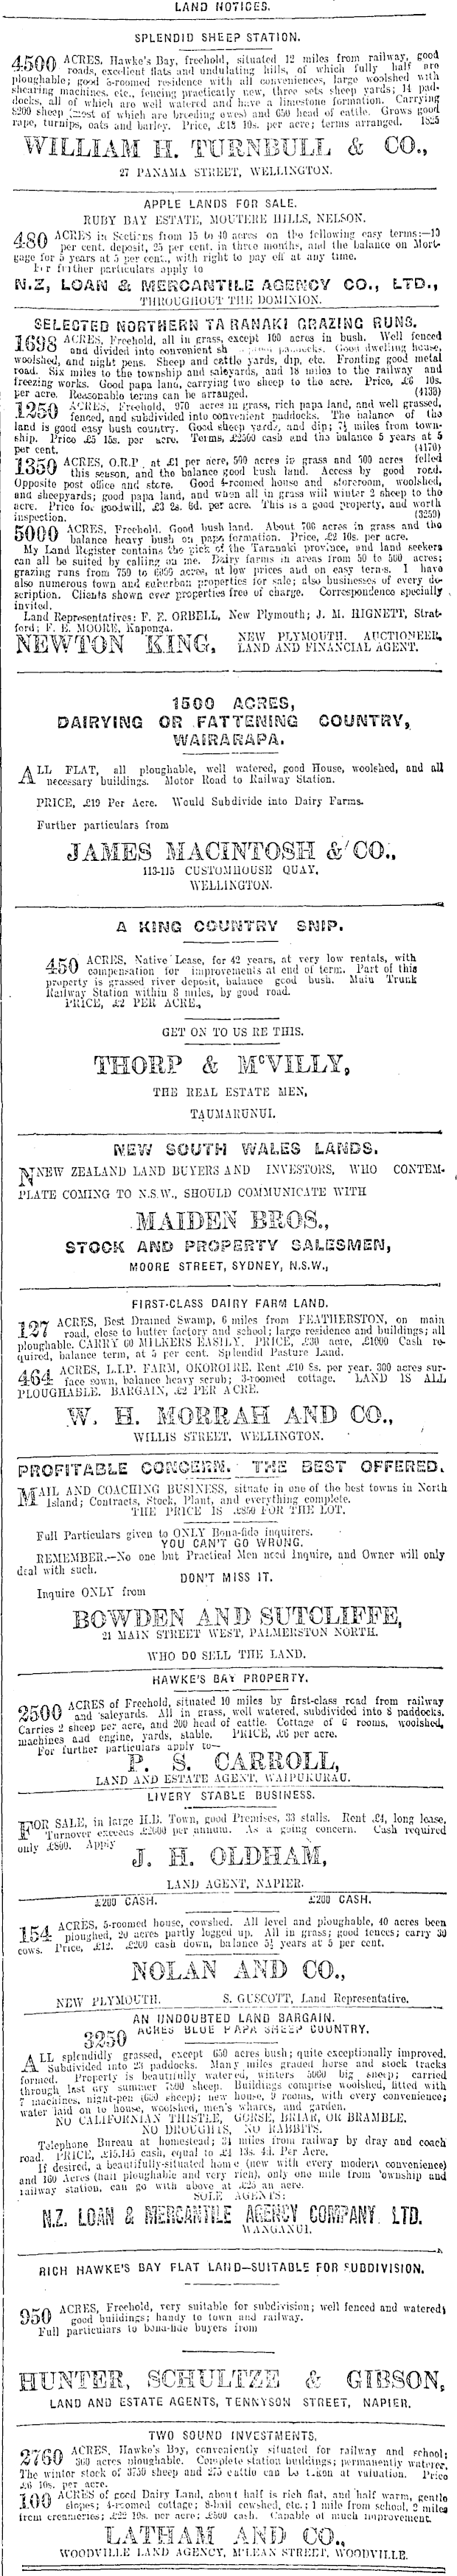 LAND NOTICES.
SPLENDID SHEEP STATION.
4500 ACRES, Hawke's Bay, freehold, situated 12 miles from railway, good
roads, excellent flats and undulating hills, of which fully half are
ploughable; good 8-roomed residence with all conveniences, large woolshed with
shearing machines, etc., fencing practically new, three sets sheep yards; 14 pad-
docks, all of which are well watered and have a limestone formation. Carrying
8200 sheep (most of which are breeding ewes) and 650 head of cattle. Grows good
rape, turnips, oats and barley. Price, £13 10s. per acre; terms arranged. 1825
WILLIAM H. TURNBULL & CO.,
27 PANAMA STREET, WELLINGTON.
APPLE LANDS FOR SALE.
RUBY BAY ESTATE, MOUTERE HILLS, NELSON.
480 ACRES in Sections from 15 to 40 acres on the following easy terms:—10
per cent. deposit, 25 per cent. in three months, and the balance on Mort-
gage for 5 years at 5 per cent., with right to pay off at any time.
For further particulars apply to
N.Z, LOAN & MERCANTILE AGENCY CO., LTD.,
THROUGHOUT THE DOMINION.
SELECTED NORTHERN TARANAKI GRAZING RUNS.
1698 ACRES, Freehold, all in grass, except 100 acres in bush. Well fenced
and divided into convenient sh paddocks. Good dwelling house,
woolshed, and night pens. Sheep and cattle yards, dip, etc. Fronting good metal
road. Six miles to the township and saleyards, and 18 miles to the railway and
freezing works. Good papa land, carrying two sheep to the acre. Price, £6 10s.
per acre. Reasonable terms can be arranged. (4133)
1250 ACRES, Freehold, 970 acres in grass, rich papa land, and well grassed,
fenced, and subdivided into convenient paddocks. The balance of the
land is good easy bush country. Good sheep yards, and dip; 7½ miles from town-
ship. Price £5 15s. per acre. Terms, £2500 cash and the balance 5 years at 5
per cent. (4170)
1350 ACRES, O.R.P., at £1 per acre, 500 acres in grass and 500 acres felled
this season, and the balance good bush land. Access by good road.
Opposite post office and store. Good 4-roomed house and storeroom, woolshed,
and sheepyards; good papa land, and when all in grass will winter 2 sheep to the
acre. Price for goodwill, £3 2s. 6d. per acre. This is a good property, and worth
inspection. (3259)
5000 ACRES, Freehold. Good bush land. About 700 acres in grass and the
balance heavy bush on papa formation. Price, £2 10s. per acre.
My Land Register contains the pick of the Taranaki province, and land seekers
can all be suited by calling on me. Dairy farms in areas from 50 to 500 acres;
grazing runs from 750 to 6000 acres, at low prices and on easy terms. I have
also numerous town and suburban properties for sale; also businesses of every de-
scription. Clients shown over properties free of charge. Correspondence specially
invited.
Land Representatives: F. E. ORBELL, New Plymouth; J. M. HIGNETT, Strat-
ford; F. E. MOORE, Kaponga.
NEWTON KING, NEW PLYMOUTH. AUCTIONEER,
LAND AND FINANCIAL AGENT.
1500 ACRES,
DAIRYING OR FATTENING COUNTRY,
WAIRARAPA.
ALL FLAT, all ploughable, well watered, good House, woolshed, and all
necessary buildings. Motor Road to Railway Station.
PRICE, £19 Per Acre. Would Subdivide into Dairy Farms.
Further particulars from
JAMES MACINTOSH & CO.,
113-115 CUSTOMHOUSE QUAY,
WELLINGTON.
A KING COUNTRY SNIP.
450 ACRES, Native Lease, for 42 years, at very low rentals, with
compensation for improvements at end of term. Part of this
property is grassed river deposit, balance good bush. Main Trunk
Railway Station within 8 miles, by good road.
PRICE, £2 PER ACRE.
GET ON TO US RE THIS.
THORP & McVILLY,
THE REAL ESTATE MEN,
TAUMARUNUI.
NEW SOUTH WALES LANDS.
NNEW ZEALAND LAND BUYERS AND INVESTORS, WHO CONTEM-
PLATE COMING TO N.S.W., SHOULD COMMUNICATE WITH
MAIDEN BROS.,
STOCK AND PROPERTY SALESMEN,
MOORE STREET, SYDNEY, N.S.W.,
FIRST-CLASS DAIRY FARM LAND.
127 ACRES, Best Drained Swamp, 6 miles from FEATHERSTON, on main
road, close to butter factory and school; large residence and buildings; all
ploughable. CARRY 60 MILKERS EASILY. PRICE, £30 acre, £1000 Cash re-
quired, balance term, at 5 per cent. Splendid Pasture Land.
464 ACRES, L.I.P. FARM, OKOROIRE. Rent £10 8s. per year. 300 acres sur-
face sown, balance heavy scrub; 3-roomed cottage. LAND IS ALL
PLOUGHABLE. BARGAIN, £2 PER ACRE.
W. H. MORRAH AND CO.,
WILLIS STREET, WELLINGTON.
PROFITABLE CONCERN. THE BEST OFFERED.
MAIL AND COACHING BUSINESS, situate in one of the best towns in North
Island; Contracts, Stock, Plant, and everything complete.
THE PRICE IS £850 FOR THE LOT.
Full Particulars given to ONLY Bona-fide inquirers.
YOU CAN'T GO WRONG.
REMEMBER.—No one but Practical Men need Inquire, and Owner will only
deal with such.
DON'T MISS IT.
Inquire ONLY from
BOWDEN AND SUTCLIFFE,
21 MAIN STREET WEST, PALMERSTON NORTH.
WHO DO SELL THE LAND.
HAWKE'S BAY PROPERTY.
2500 ACRES of Freehold, situated 10 miles by first-class road from railway
and saleyards. All in grass, well watered, subdivided into 8 paddocks.
Carries 2 sheep per acre, and 200 head of cattle. Cottage of 6 rooms, woolshed,
machines and engine, yards, stable. PRICE, £6 per acre.
For further particulars apply to—
P. S. CARROLL,
LAND AND ESTATE AGENT, WAIPUKURAU.
LIVERY STABLE BUSINESS.
FOR SALE, in large H.B. Town, good Premises, 33 stalls. Rent £4, long lease.
Turnover exceeds £2000 per annum. As a going concern. Cash required
only £800. Apply
J. H. OLDHAM,
LAND AGENT, NAPIER.
£200 CASH. £200 CASH.
154 ACRES, 5-roomed house, cowshed. All level and ploughable, 40 acres been
ploughed, 20 acres partly logged up. All in grass; good fences; carry 30
cows. Price, £12. £200 cash down, balance 5½ years at 5 per cent.
NOLAN AND CO.,
NEW PLYMOUTH. S. GUSCOTT, Land Representative.
AN UNDOUBTED LAND BARGAIN.
3250 ACRES BLUE PAPA SHEEP COUNTRY.
ALL splendidly grassed, except 650 acres bush; quite exceptionally improved.
Subdivided into 23 paddocks. Many miles graded horse and stock tracks
formed. Property is beautifully watered, winters 5000 big sheep; carried
through last dry summer 7300 sheep. Buildings comprise woolshed, fitted with
7 machines, night-pen (650 sheep); new house, 9 rooms, with every convenience;
water laid on to house, woolshed, men's whares, and garden.
NO CALIFORNIAN THISTLE, GORSE, BRIAR, OR BRAMBLE.
NO DROUGHTS, NO RABBITS.
Telephone Bureau at homestead; 24 miles from railway by dray and coach
road. PRICE, £15,145 cash, equal to £4 13s. 4d. Per Acre.
If desired, a beautifully-situated home (new with every modern convenience)
and 160 Acres (half ploughable and very rich), only one mile from township and
railway station, can go with above at £25 an acre.
SOLE AGENTS:
N.Z. LOAN & MERCANTILE AGENCY COMPANY LTD.
WANGANUI.
RICH HAWKE'S BAY FLAT LAND—SUITABLE FOR SUBDIVISION.
950 ACRES, Freehold, very suitable for subdivision; well fenced and watered;
good buildings; handy to town and railway.
Full particulars to bona-fide buyers from
HUNTER, SCHULTZE & GIBSON,
LAND AND ESTATE AGENTS, TENNYSON STREET, NAPIER.
TWO SOUND INVESTMENTS.
2760 ACRES, Hawke's Bay, conveniently situated for railway and school;
360 acres ploughable. Complete station buildings; permanently watered.
The winter stock of 3750 sheep and 275 cattle can be taken at valuation. Price
£6 10s. per acre.
100 ACRES of good Dairy Land, about half is rich flat, and half warm, gentle
slopes; 4-roomed cottage; 8-bail cowshed, etc.; 1 mile from school, 2 miles
from creameries; £22 10s. per acre; £500 cash. Capable of much improvement.
LATHAM AND CO.,
WOODVILLE LAND AGENCY, McLEAN STREET, WOODVILLE.